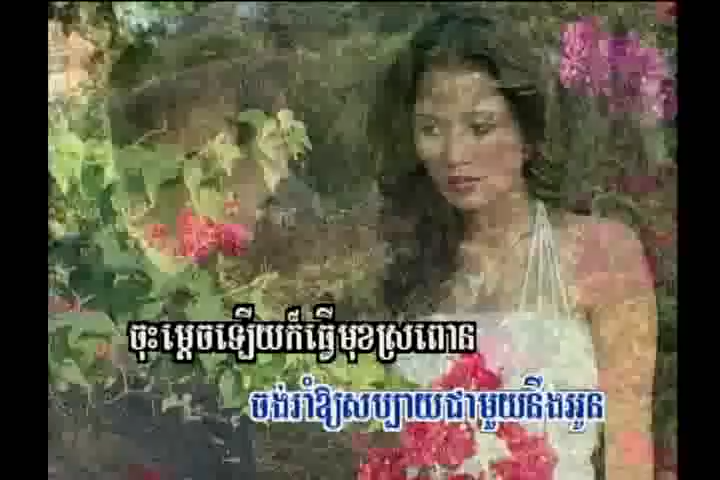 ចុះម្ដេចឡើយក៏ធ្វើមុខស្រពោន
ចង់រាំឱ្យសប្បាយជាមួយនឹងអូន